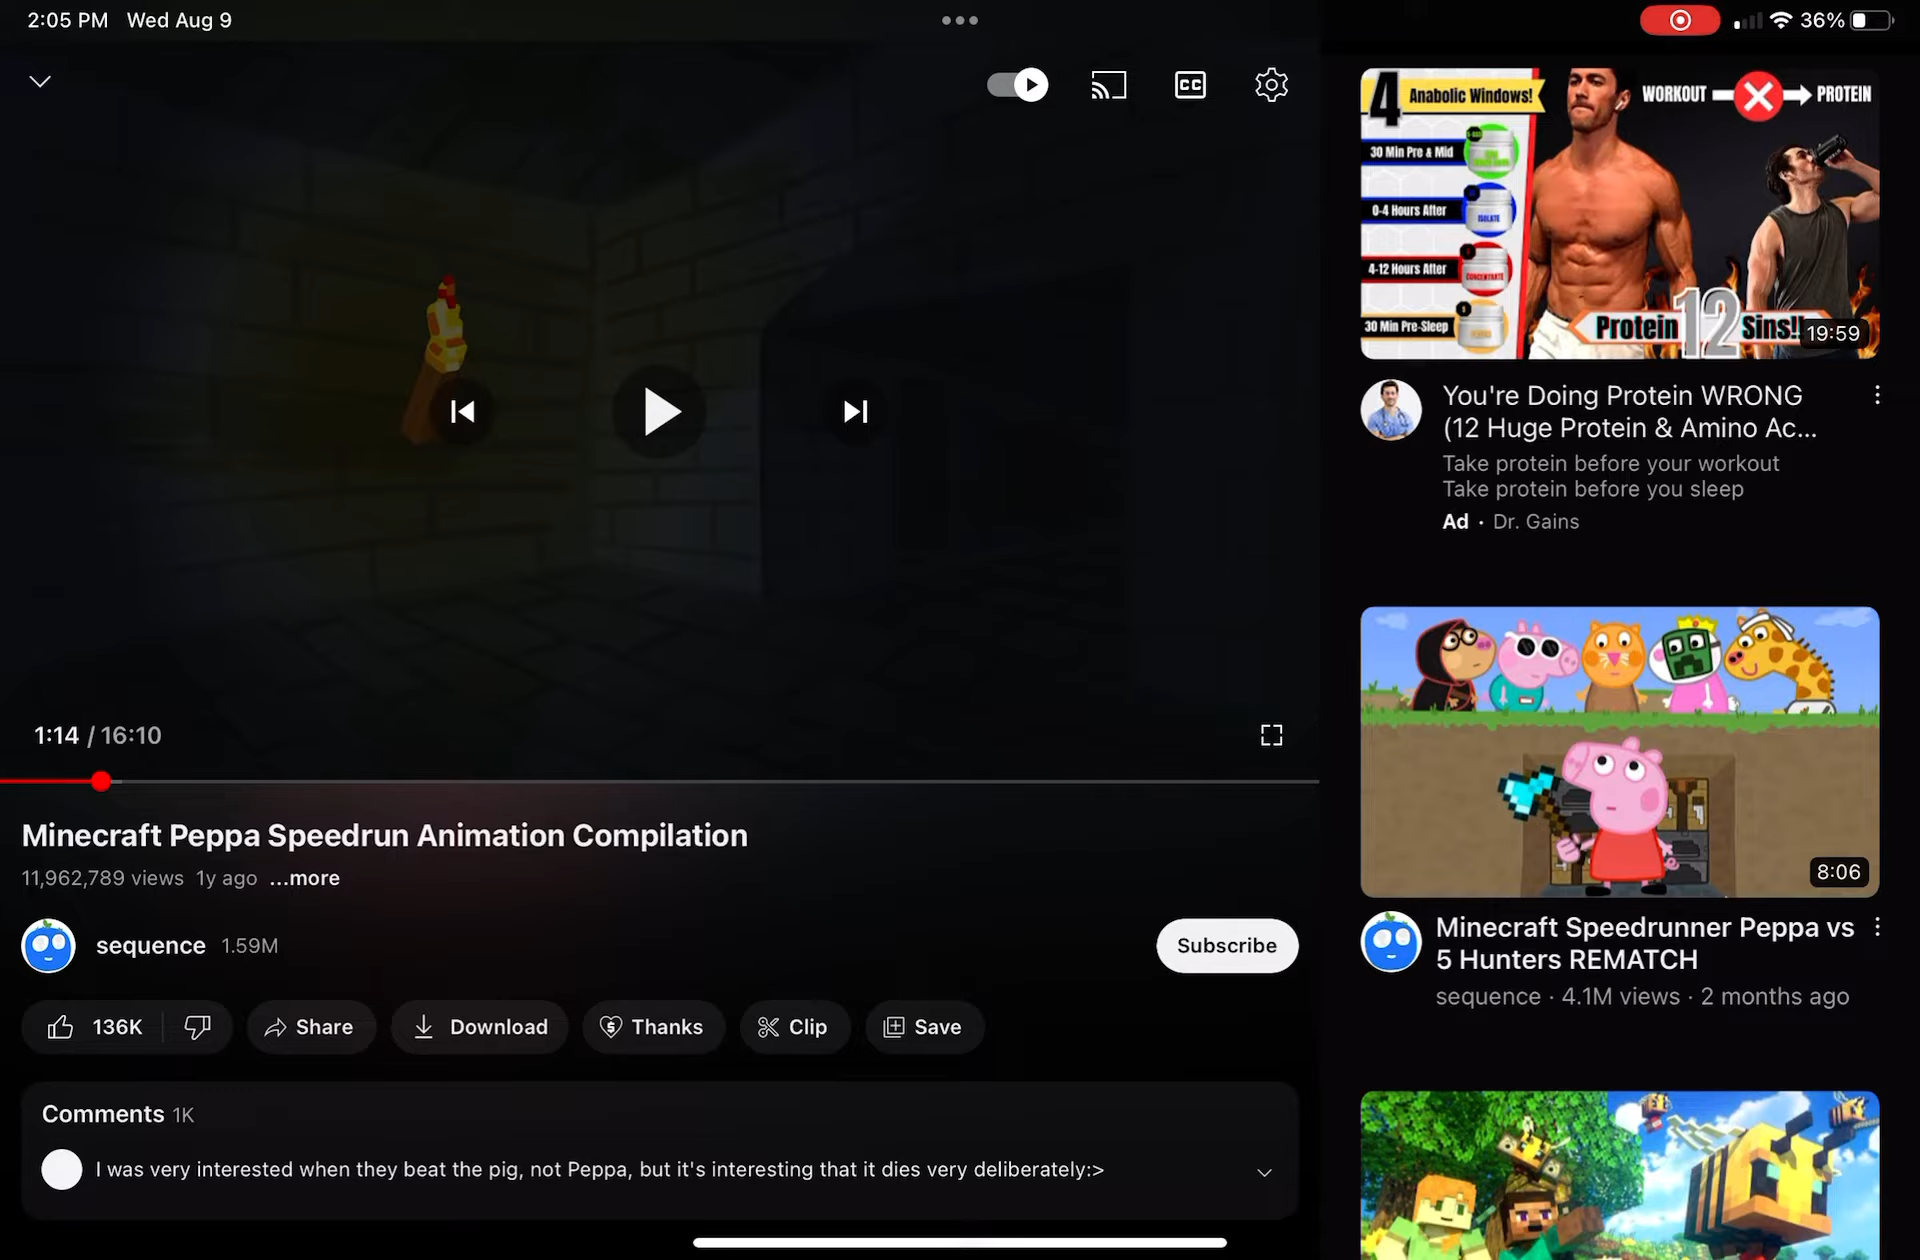 2:05 PM Wed Aug 9
36%
CC
1:14 / 16:10
Minecraft Peppa Speedrun Animation Compilation
11,962,789 views 1y ago ...more
sequence 1.59M
Subscribe
136K
Share
Download
Thanks
Clip
Save
Comments 1K
I was very interested when they beat the pig, not Peppa, but it's interesting that it dies very deliberately:>
4 Anabolic Windows!
WORKOUT PROTEIN
30 Min Pre & Mid
0-4 Hours After
ISOLATE
4-12 Hours After
CONCENTRATE
30 Min Pre-Sleep
Protein 12 Sins!!
19:59
You're Doing Protein WRONG
(12 Huge Protein & Amino Ac...
Take protein before your workout
Take protein before you sleep
Ad · Dr. Gains
8:06
Minecraft Speedrunner Peppa vs
5 Hunters REMATCH
sequence · 4.1M views · 2 months ago